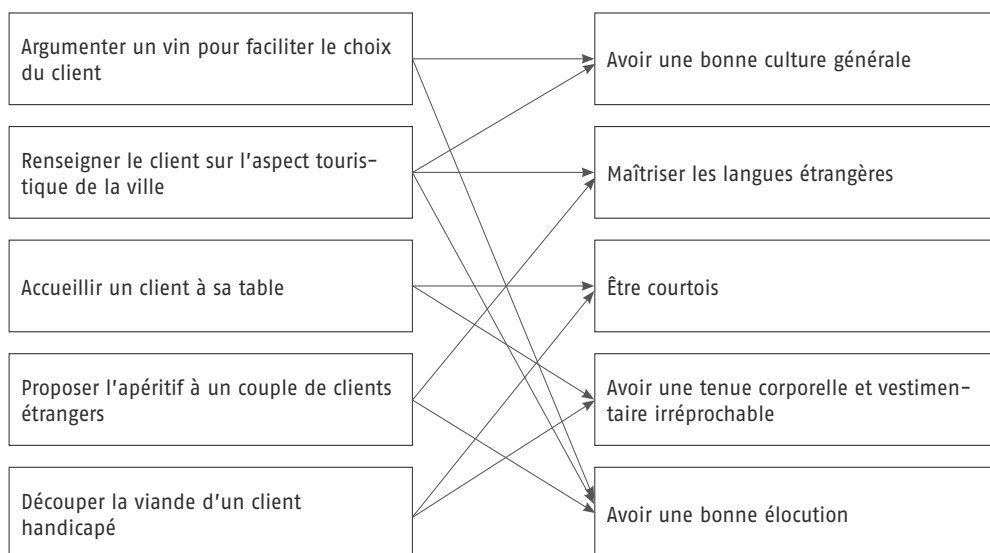 Argumenter un vin pour faciliter le choix
du client
Avoir une bonne culture générale
Renseigner le client sur l'aspect touris-
tique de la ville
Maîtriser les langues étrangères
Accueillir un client à sa table
Être courtois
Proposer l'apéritif à un couple de clients
étrangers
Avoir une tenue corporelle et vestimen-
taire irréprochable
Découper la viande d'un client
handicapé
Avoir une bonne élocution